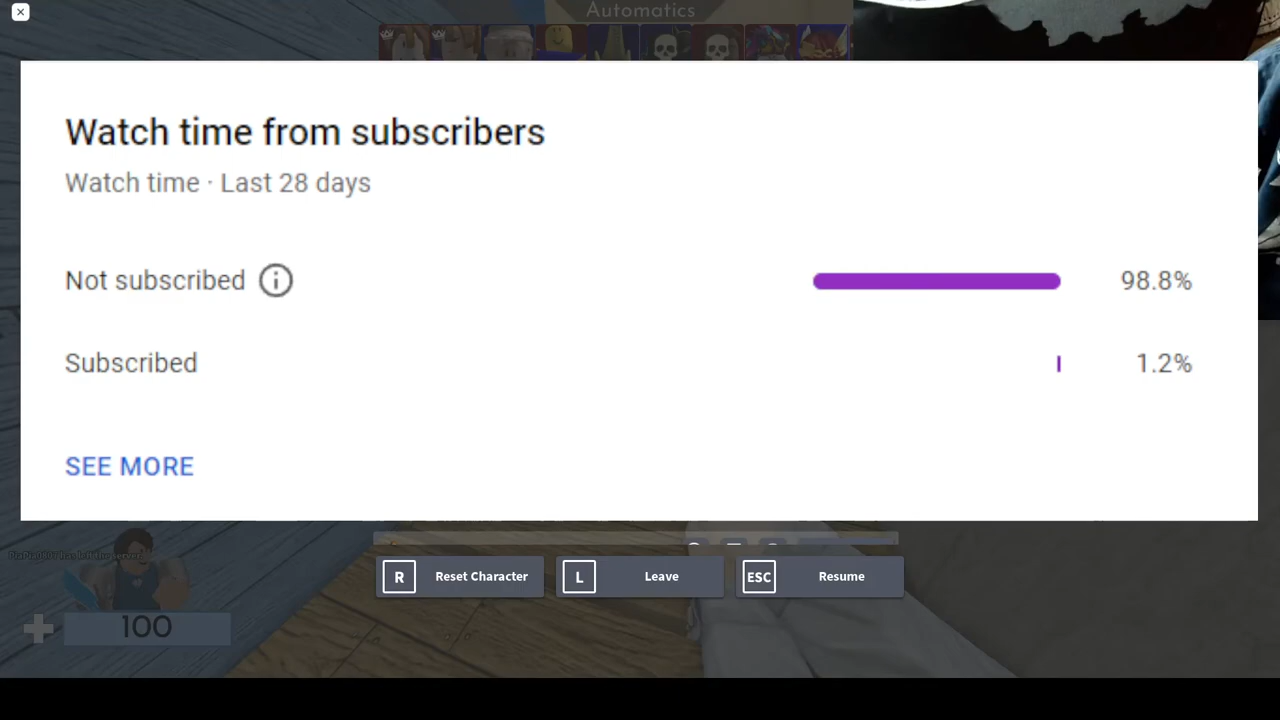 Automatics
Watch time from subscribers
Watch time · Last 28 days
Not subscribed
98.8%
Subscribed
1.2%
SEE MORE
R Reset Character
L Leave
ESC Resume
100